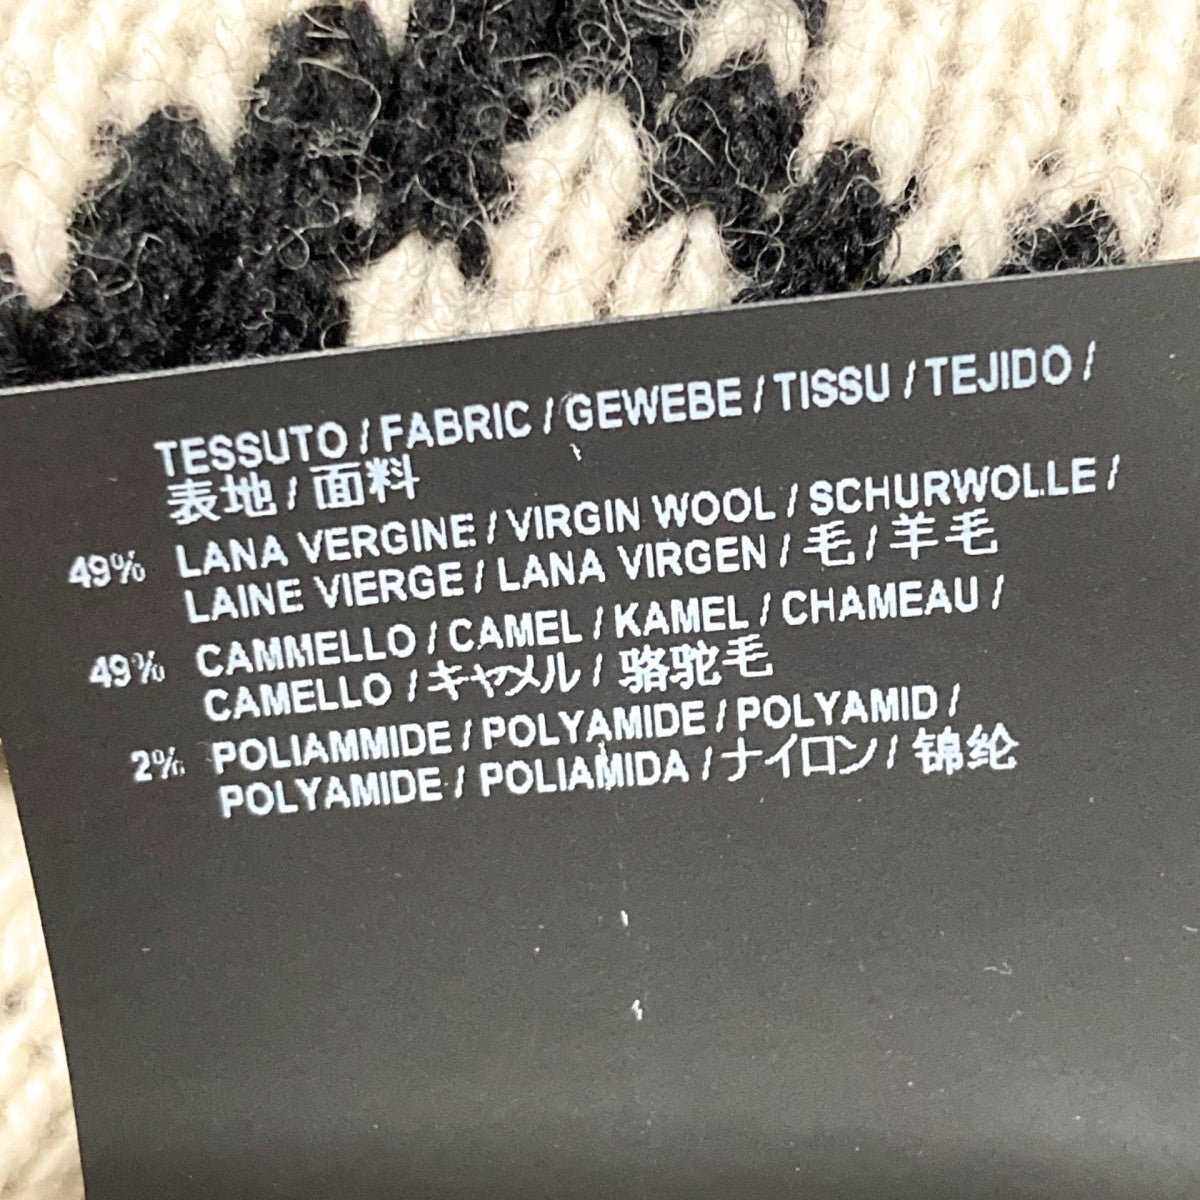 TESSUTO / FABRIC / GEWEBE / TISSU / TEJIDO /
表地 / 面料
49% LANA VERGINE / VIRGIN WOOL / SCHURWOLLE /
LAINE VIERGE / LANA VIRGEN / 毛 / 羊毛
49% CAMMELLO / CAMEL / KAMEL / CHAMEAU /
CAMELLO / キャメル / 骆驼毛
2% POLIAMMIDE / POLYAMIDE / POLYAMID /
POLYAMIDE / POLIAMIDA / ナイロン / 锦纶